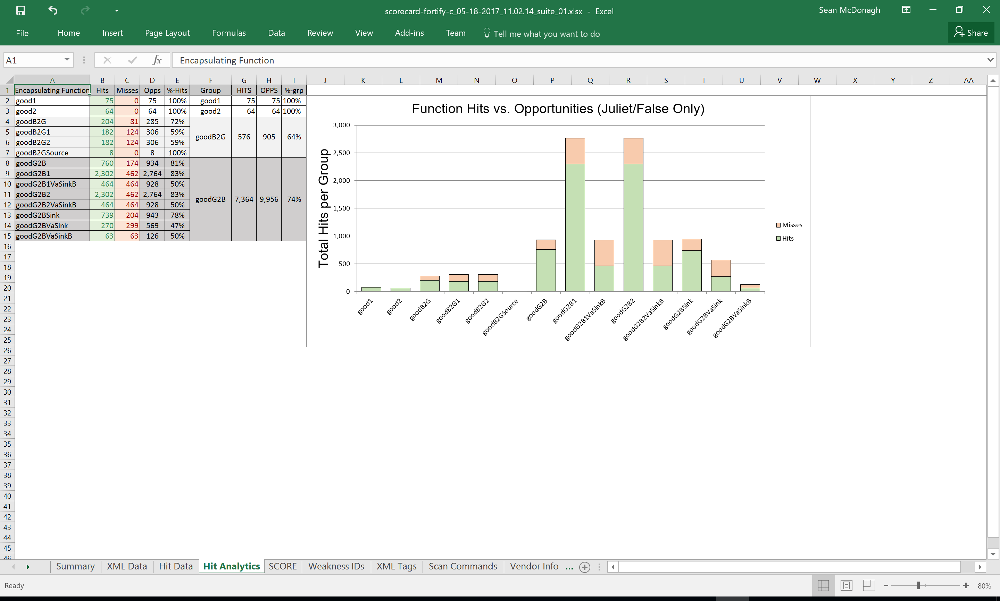 scorecard-fortify-c_05-18-2017_11.02.14_suite_01.xlsx - Excel
Sean McDonagh
File Home Insert Page Layout Formulas Data Review View Add-ins Team Tell me what you want to do Share
A1 fx Encapsulating Function
A B C D E F G H I J K L M N O P Q R S T U V W X Y Z AA
1 Encapsulating Function Hits Misses Opps %-Hits Group HITS OPPS %-grp
2 good1 75 0 75 100% good1 75 75 100%
3 good2 64 0 64 100% good2 64 64 100%
4 goodB2G 204 81 285 72%
5 goodB2G1 182 124 306 59%
goodB2G 576 905 64%
6 goodB2G2 182 124 306 59%
7 goodB2GSource 8 0 8 100%
8 goodG2B 760 174 934 81%
9 goodG2B1 2,302 462 2,764 83%
10 goodG2B1VaSinkB 464 464 928 50%
11 goodG2B2 2,302 462 2,764 83%
goodG2B 7,364 9,956 74%
12 goodG2B2VaSinkB 464 464 928 50%
13 goodG2BSink 739 204 943 78%
14 goodG2BVaSink 270 299 569 47%
15 goodG2BVaSinkB 63 63 126 50%
16
17
18
19
20
21
22
23
24
25
26
27
28
29
30
31
32
33
34
35
36
37
38
39
40
41
42
43
44
45
46
Function Hits vs. Opportunities (Juliet/False Only)
Total Hits per Group
3,000
2,500
2,000
1,500
1,000
500
0
good1 good2 goodB2G goodB2G1 goodB2G2 goodB2GSource goodG2B goodG2B1 goodG2B1VaSinkB goodG2B2 goodG2B2VaSinkB goodG2BSink goodG2BVaSink goodG2BVaSinkB
Misses
Hits
Summary XML Data Hit Data Hit Analytics SCORE Weakness IDs XML Tags Scan Commands Vendor Info ...
Ready
80%